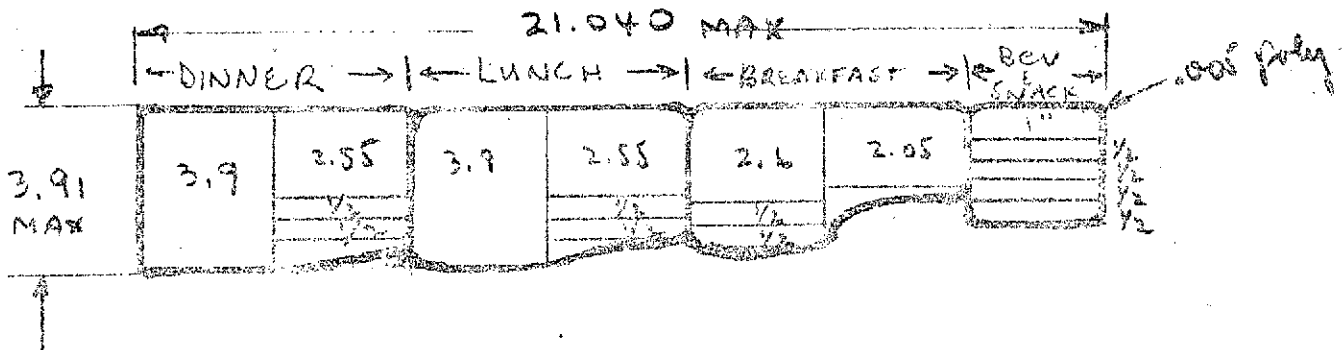 21.040 MAX
DINNER LUNCH BREAKFAST BEV
& SNACK
.005 poly
1"
3.9 2.55 3.9 2.55 2.6 2.05
3.91
MAX
1/2
1/2
1/2
1/2
1/2 1/2 1/2
1/2 1/2 1/2